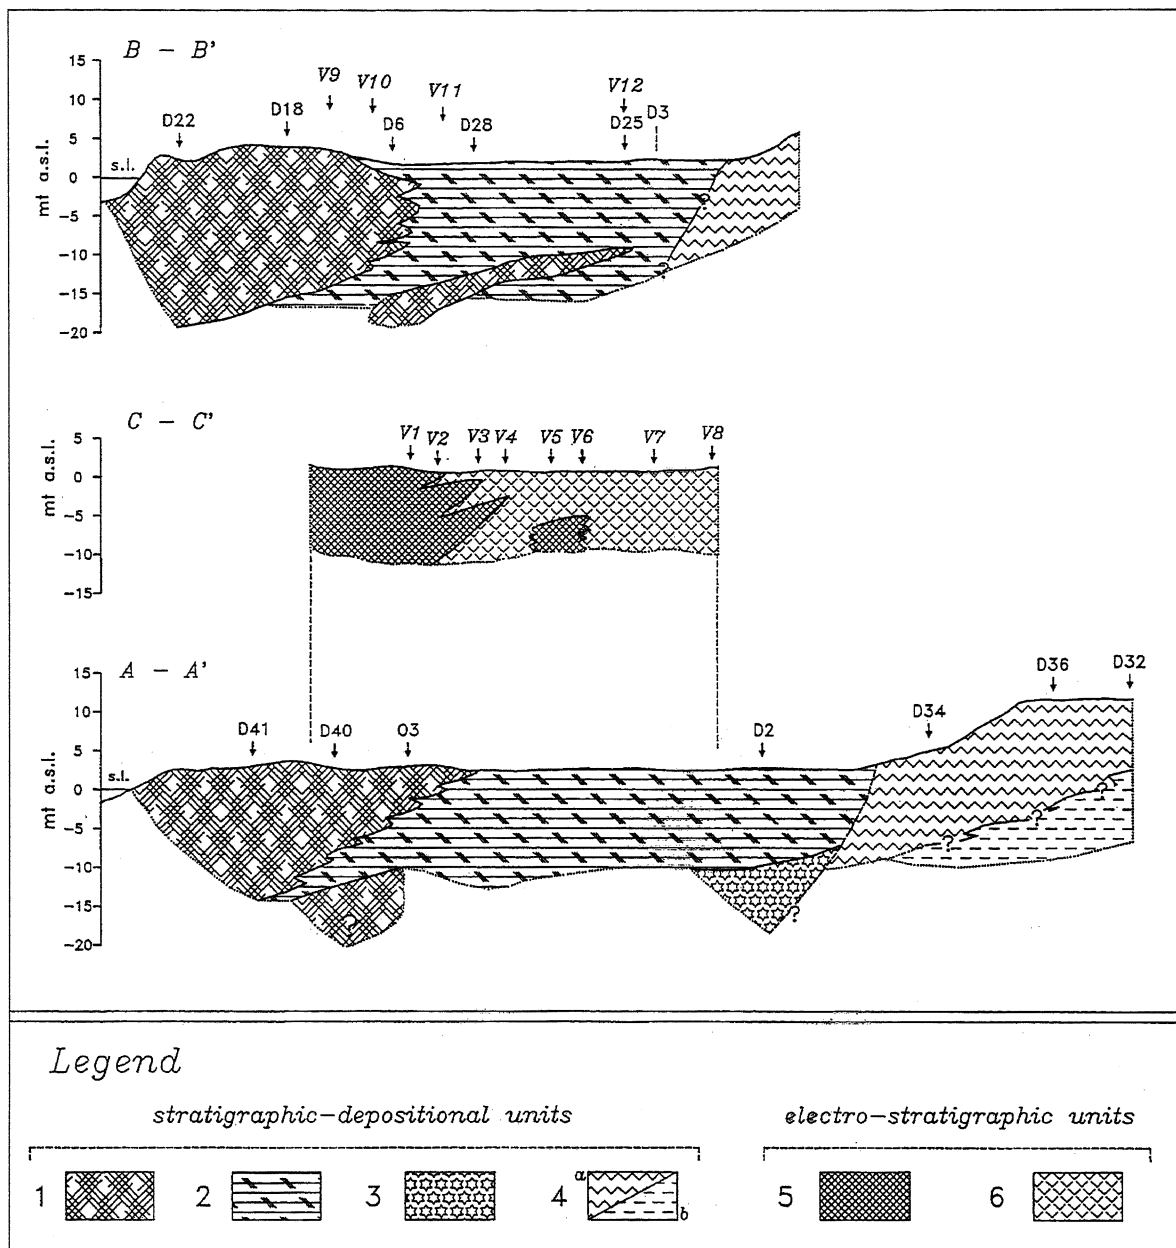 B - B'
15
10
5
0
-5
-10
-15
-20
mt a.s.l.
s.l.
D22
D18
V9
V10
D6
V11
D28
V12
D25
D3
?
?
C - C'
5
0
-5
-10
-15
mt a.s.l.
V1
V2
V3
V4
V5
V6
V7
V8
A - A'
15
10
5
0
-5
-10
-15
-20
mt a.s.l.
s.l.
D41
D40
03
D2
D34
D36
D32
?
?
?
?
?
Legend
stratigraphic-depositional units
electro-stratigraphic units
1
2
3
4
a
b
5
6